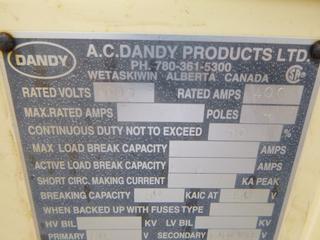 DANDY
A.C.DANDY PRODUCTS LTD.
PH. 780-361-5300
WETASKIWIN ALBERTA CANADA
RATED VOLTS RATED AMPS
MAX.RATED AMPS POLES
CONTINUOUS DUTY NOT TO EXCEED %
MAX LOAD BREAK CAPACITY AMPS
ACTIVE LOAD BREAK CAPACITY AMPS
SHORT CIRC. MAKING CURRENT KA PEAK
BREAKING CAPACITY KAIC AT V
WHEN BACKED UP WITH FUSES TYPE
HV BIL KV LV BIL KV
PRIMARY SECONDARY